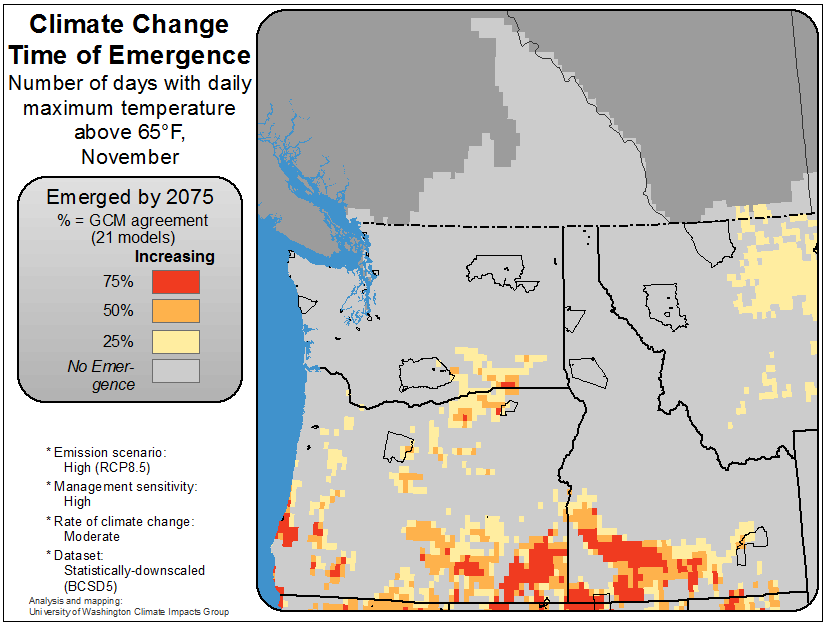 Climate Change
Time of Emergence
Number of days with daily
maximum temperature
above 65°F,
November
Emerged by 2075
% = GCM agreement
(21 models)
Increasing
75%
50%
25%
No Emer-
gence
* Emission scenario:
High (RCP8.5)
* Management sensitivity:
High
* Rate of climate change:
Moderate
* Dataset:
Statistically-downscaled
(BCSD5)
Analysis and mapping:
University of Washington Climate Impacts Group